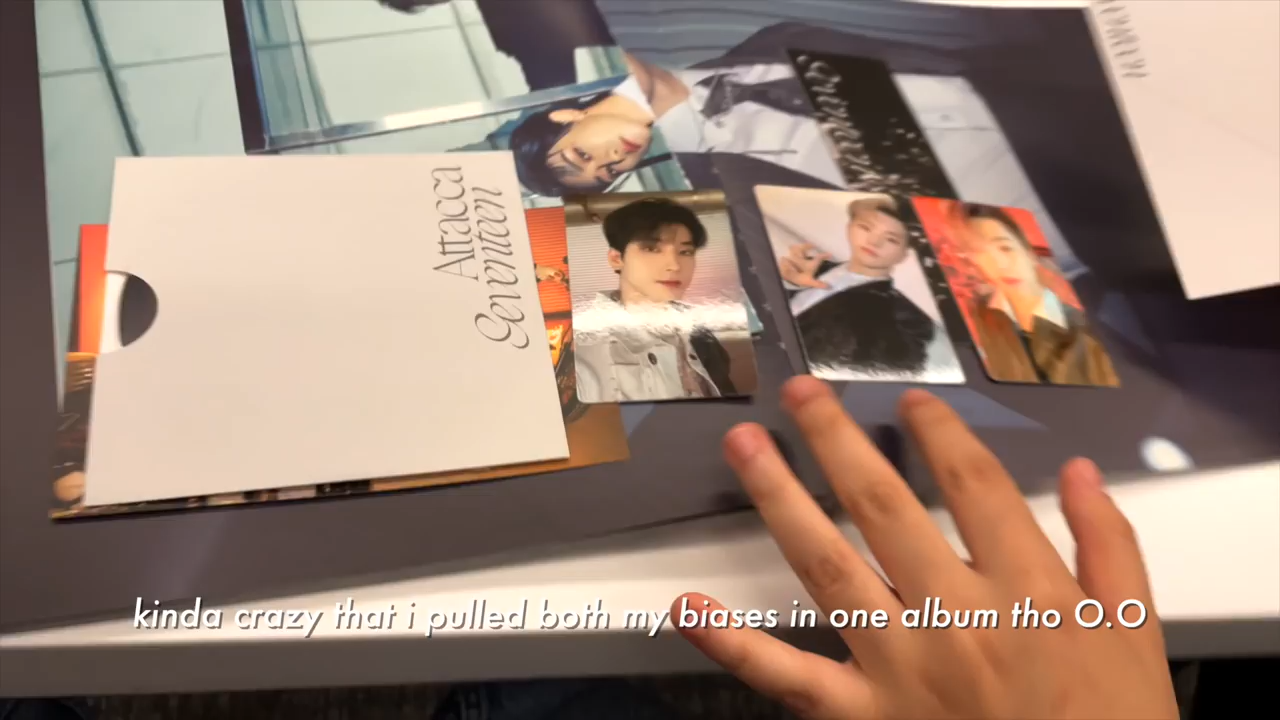 Attacca
Seventeen
kinda crazy that i pulled both my biases in one album tho O.O